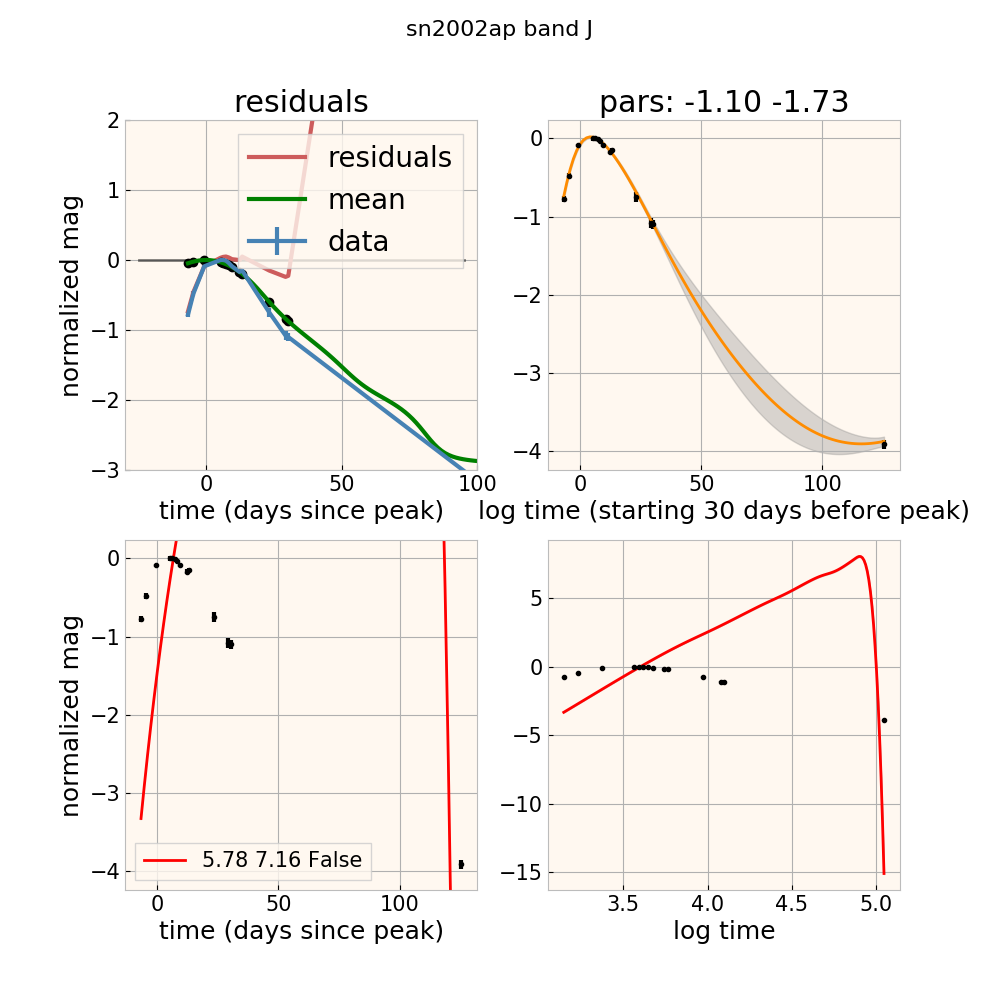 sn2002ap band J
residuals
pars: -1.10 -1.73
normalized mag
2
1
0
−1
−2
−3
residuals
mean
data
0
50
100
time (days since peak)
0
−1
−2
−3
−4
0
50
100
log time (starting 30 days before peak)
normalized mag
0
−1
−2
−3
−4
5.78 7.16 False
0
50
100
time (days since peak)
5
0
−5
−10
−15
3.5
4.0
4.5
5.0
log time